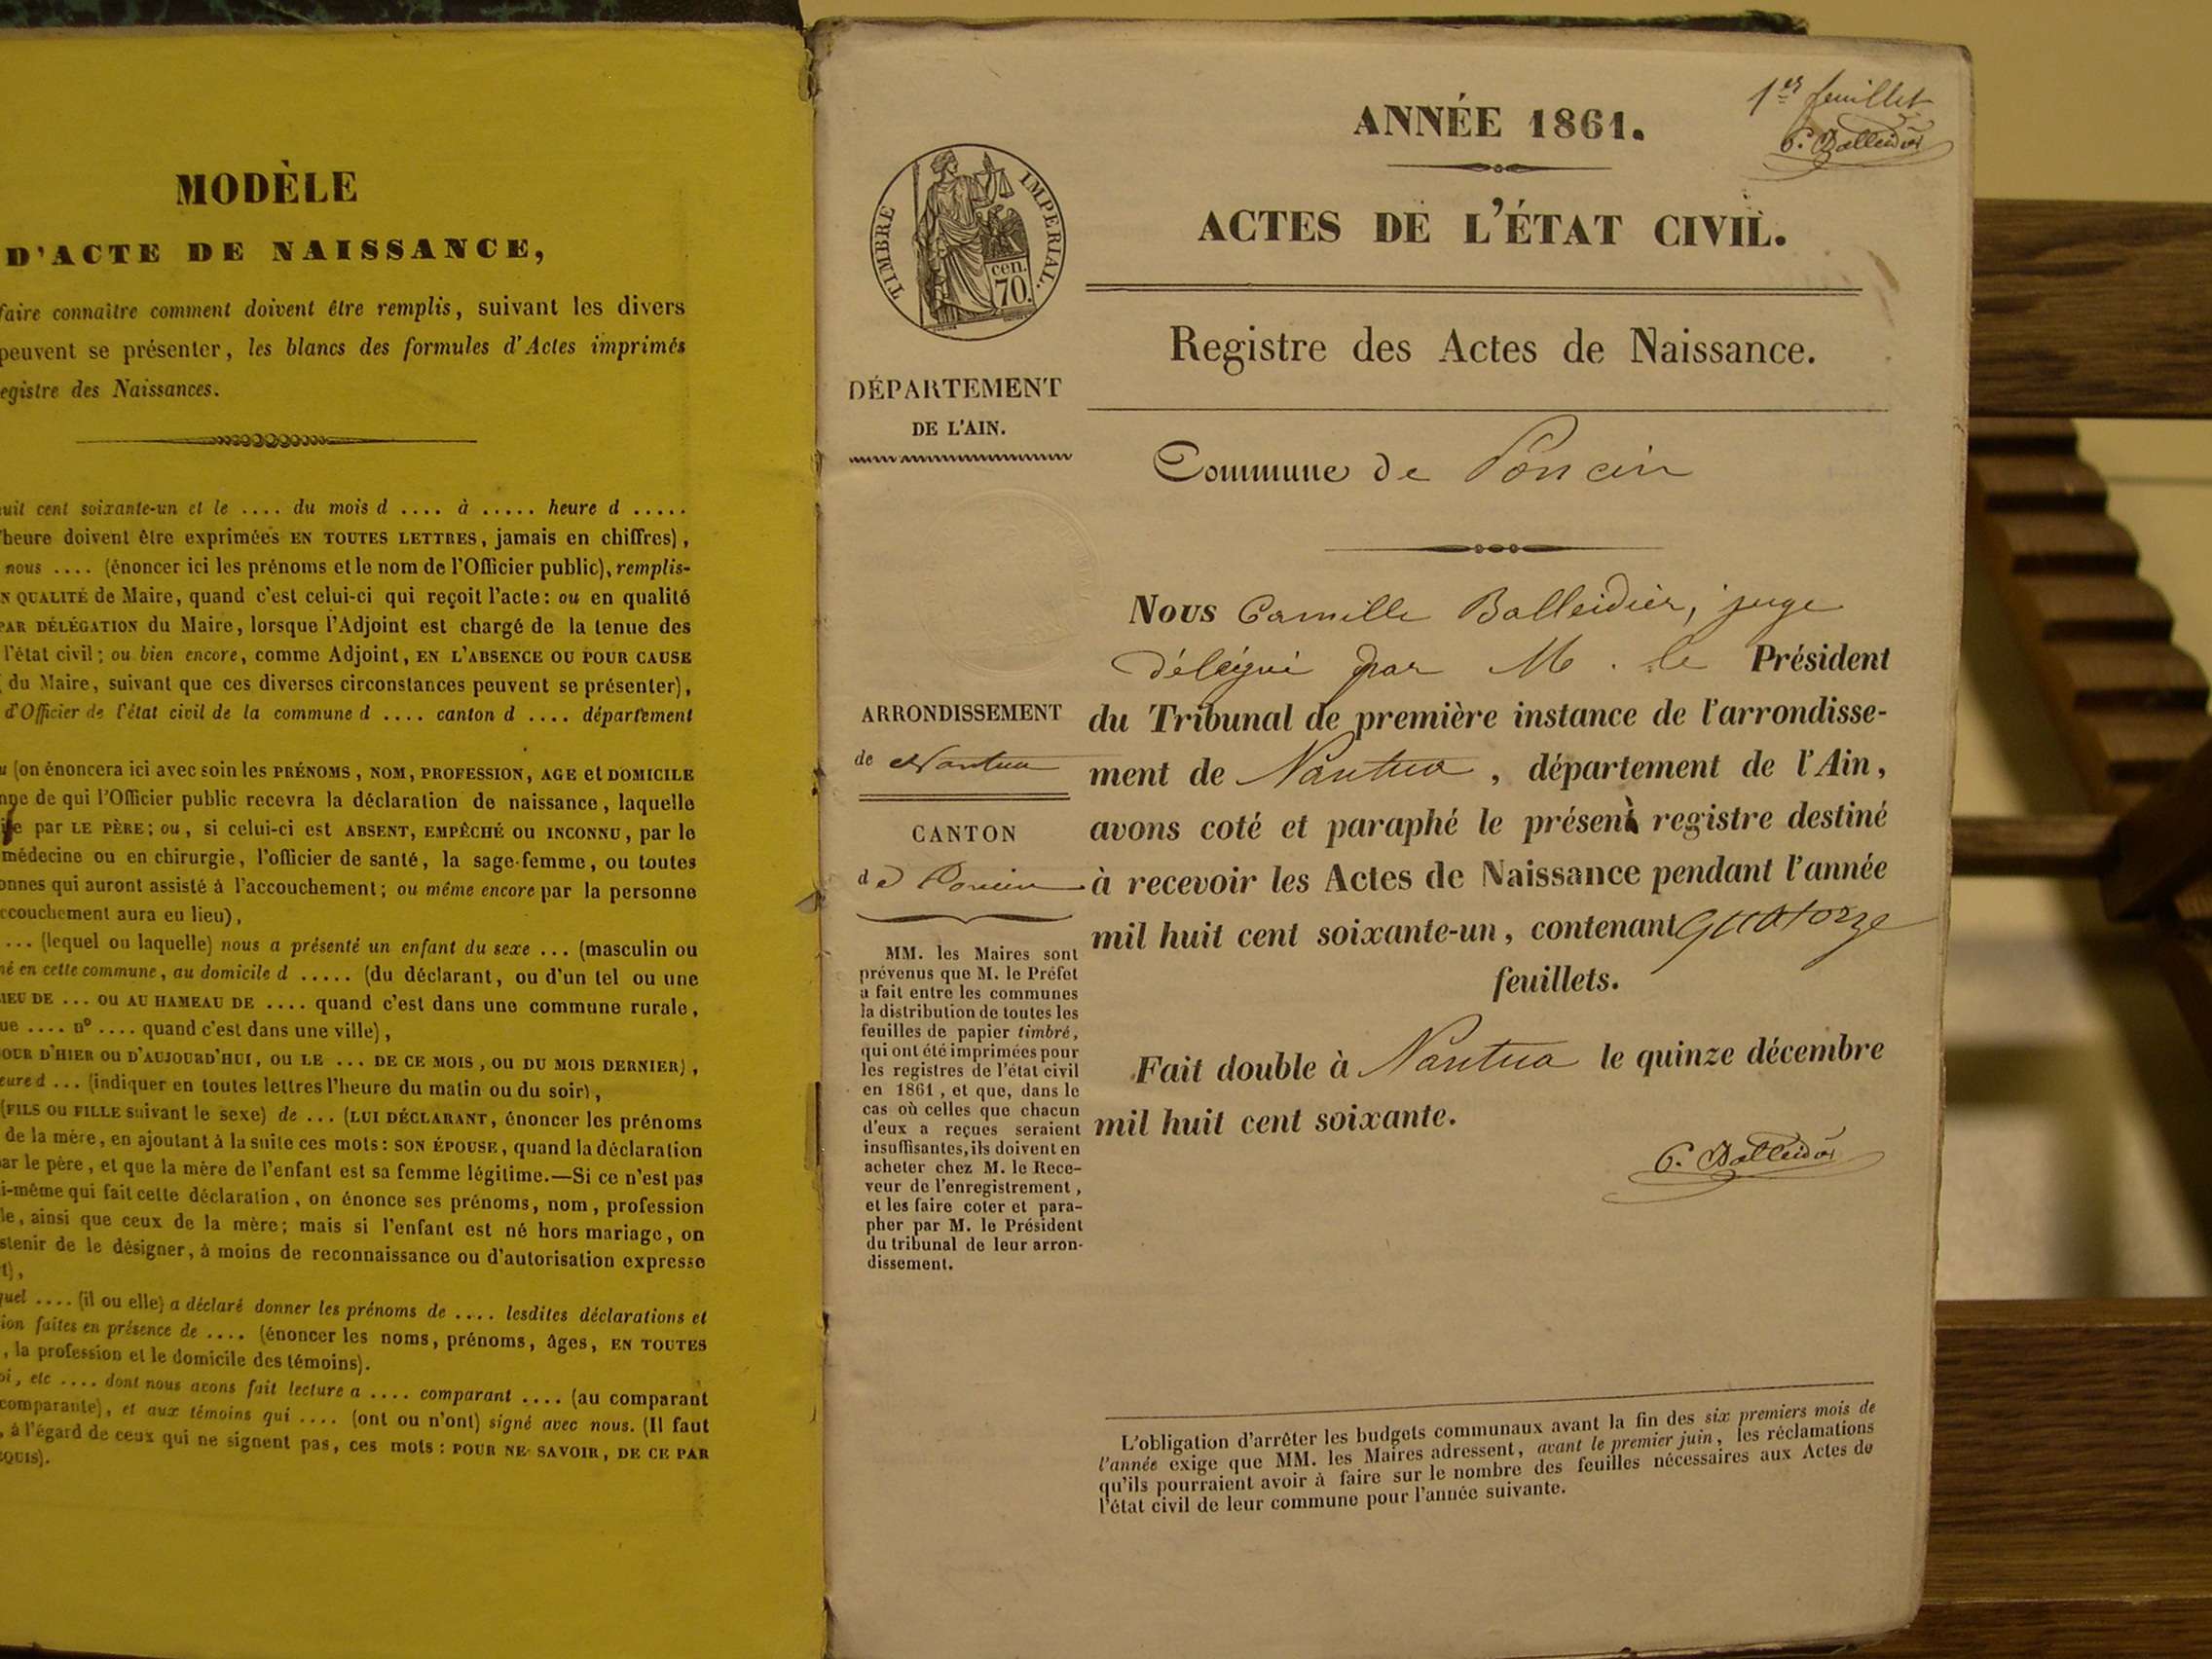 MODÈLE
D'ACTE DE NAISSANCE,
faire connaître comment doivent être remplis, suivant les divers
peuvent se présenter, les blancs des formules d'Actes imprimés
egistre des Naissances.
uit cent soixante-un et le .... du mois d .... à ..... heure d .....
heure doivent être exprimées EN TOUTES LETTRES, jamais en chiffres),
nous .... (énoncer ici les prénoms et le nom de l'Officier public), remplis-
N QUALITÉ de Maire, quand c'est celui-ci qui reçoit l'acte: ou en qualité
PAR DÉLÉGATION du Maire, lorsque l'Adjoint est chargé de la tenue des
l'état civil; ou bien encore, comme Adjoint, EN L'ABSENCE OU POUR CAUSE
du Maire, suivant que ces diverses circonstances peuvent se présenter),
d'Officier de l'état civil de la commune d .... canton d .... département
u (on énoncera ici avec soin les PRÉNOMS, NOM, PROFESSION, AGE et DOMICILE
nne de qui l'Officier public recevra la déclaration de naissance, laquelle
par LE PÈRE; ou, si celui-ci est ABSENT, EMPÊCHÉ OU INCONNU, par le
médecine ou en chirurgie, l'officier de santé, la sage-femme, ou toutes
onnes qui auront assisté à l'accouchement; ou même encore par la personne
ccouchement aura eu lieu),
... (lequel ou laquelle) nous a présenté un enfant du sexe ... (masculin ou
né en cette commune, au domicile d ..... (du déclarant, ou d'un tel ou une
LIEU DE ... OU AU HAMEAU DE .... quand c'est dans une commune rurale,
ue .... n° .... quand c'est dans une ville),
OUR D'HIER OU D'AUJOURD'HUI, OU LE ... DE CE MOIS, OU DU MOIS DERNIER),
eure d ... (indiquer en toutes lettres l'heure du matin ou du soir),
(FILS OU FILLE suivant le sexe) de ... (LUI DÉCLARANT, énoncer les prénoms
de la mère, en ajoutant à la suite ces mots: SON ÉPOUSE, quand la déclaration
ar le père, et que la mère de l'enfant est sa femme légitime.—Si ce n'est pas
i-même qui fait cette déclaration, on énonce ses prénoms, nom, profession
le, ainsi que ceux de la mère; mais si l'enfant est né hors mariage, on
stenir de le désigner, à moins de reconnaissance ou d'autorisation expresse
t),
quel .... (il ou elle) a déclaré donner les prénoms de .... lesdites déclarations et
ion faites en présence de .... (énoncer les noms, prénoms, âges, EN TOUTES
, la profession et le domicile des témoins).
oi, etc .... dont nous avons fait lecture a .... comparant .... (au comparant
comparante), et aux témoins qui .... (ont ou n'ont) signé avec nous. (Il faut
, à l'égard de ceux qui ne signent pas, ces mots: POUR NE SAVOIR, DE CE PAR
QUIS).
1er feuillet
C. Balleidier
ANNÉE 1861.
ACTES DE L'ÉTAT CIVIL.
TIMBRE IMPÉRIAL.
cen.
70.
Registre des Actes de Naissance.
DÉPARTEMENT
DE L'AIN.
Commune de Poncin
Nous Camille Balleidier, juge
délégué par M. le Président
du Tribunal de première instance de l'arrondisse-
ment de Nantua, département de l'Ain,
avons coté et paraphé le présent registre destiné
à recevoir les Actes de Naissance pendant l'année
mil huit cent soixante-un, contenant quatorze
feuillets.
Fait double à Nantua le quinze décembre
mil huit cent soixante.
C. Balleidier
ARRONDISSEMENT
de Nantua
CANTON
de Poncin
MM. les Maires sont
prévenus que M. le Préfet
a fait entre les communes
la distribution de toutes les
feuilles de papier timbré,
qui ont été imprimées pour
les registres de l'état civil
en 1861, et que, dans le
cas où celles que chacun
d'eux a reçues seraient
insuffisantes, ils doivent en
acheter chez M. le Rece-
veur de l'enregistrement,
et les faire coter et para-
pher par M. le Président
du tribunal de leur arron-
dissement.
L'obligation d'arrêter les budgets communaux avant la fin des six premiers mois de
l'année exige que MM. les Maires adressent, avant le premier juin, les réclamations
qu'ils pourraient avoir à faire sur le nombre des feuilles nécessaires aux Actes de
l'état civil de leur commune pour l'année suivante.